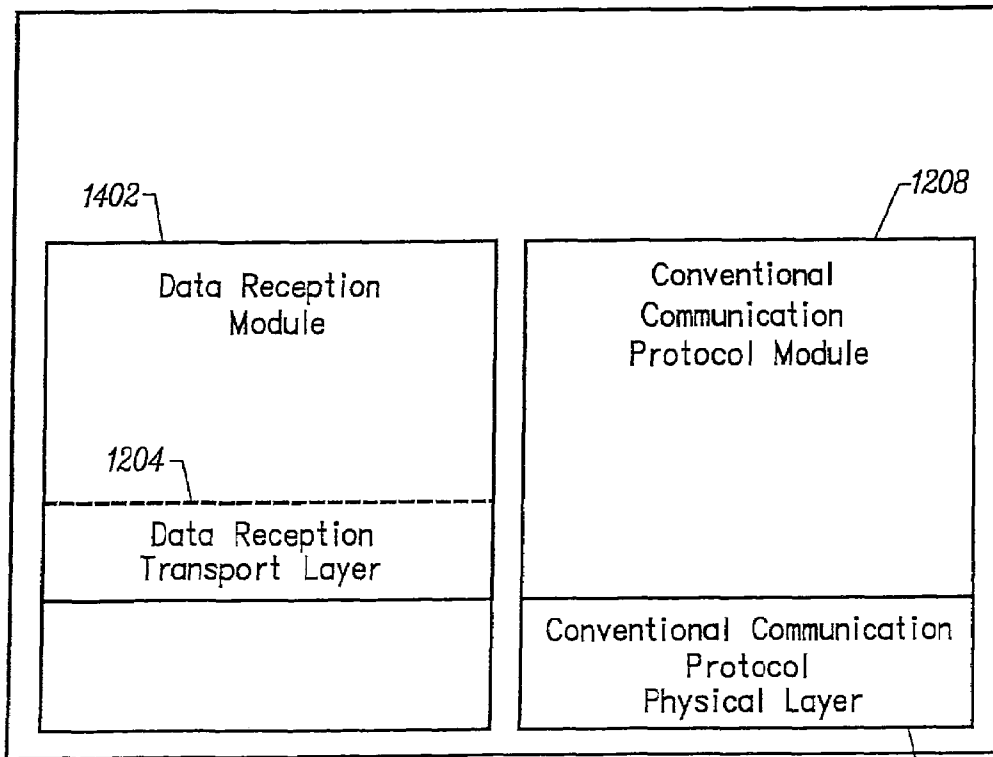 1402
1208
Data Reception
Module
Conventional
Communication
Protocol Module
1204
Data Reception
Transport Layer
Conventional Communication
Protocol
Physical Layer